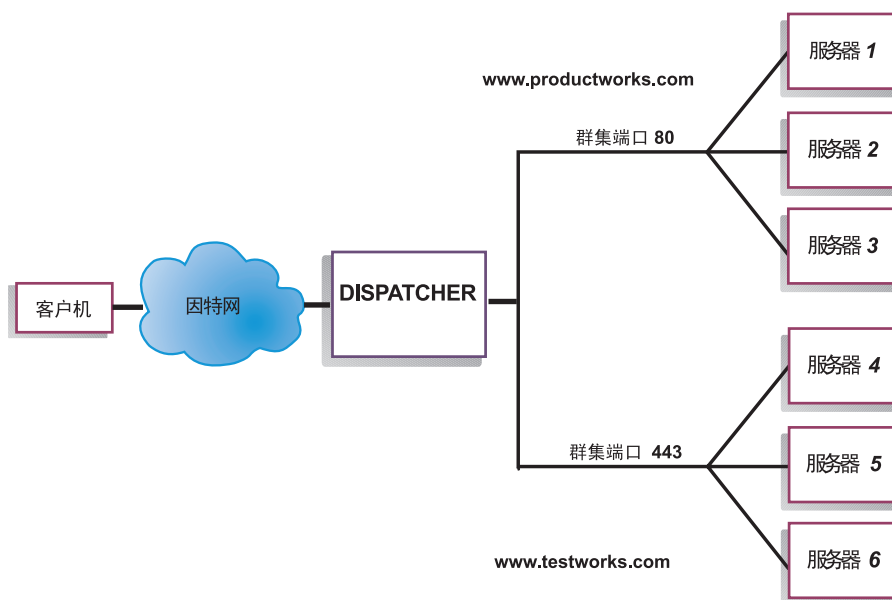 www.productworks.com
群集端口 80
服务器 1
服务器 2
服务器 3
客户机
因特网
DISPATCHER
群集端口 443
www.testworks.com
服务器 4
服务器 5
服务器 6